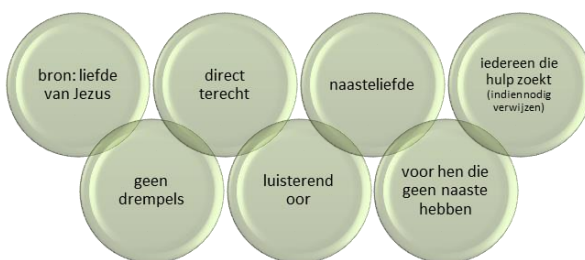 bron: liefde
van Jezus
direct
terecht
naasteliefde
iedereen die
hulp zoekt
(indiennodig
verwijzen)
geen
drempels
luisterend
oor
voor hen die
geen naaste
hebben